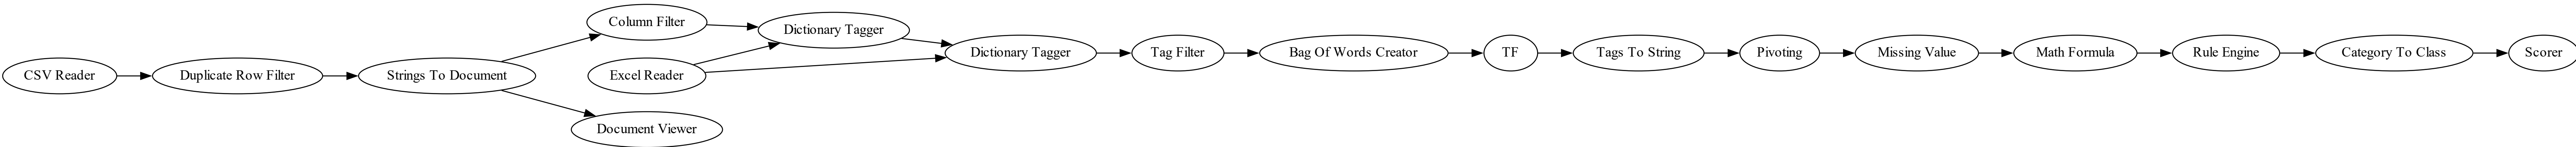 CSV Reader
Duplicate Row Filter
Strings To Document
Column Filter
Excel Reader
Document Viewer
Dictionary Tagger
Dictionary Tagger
Tag Filter
Bag Of Words Creator
TF
Tags To String
Pivoting
Missing Value
Math Formula
Rule Engine
Category To Class
Scorer